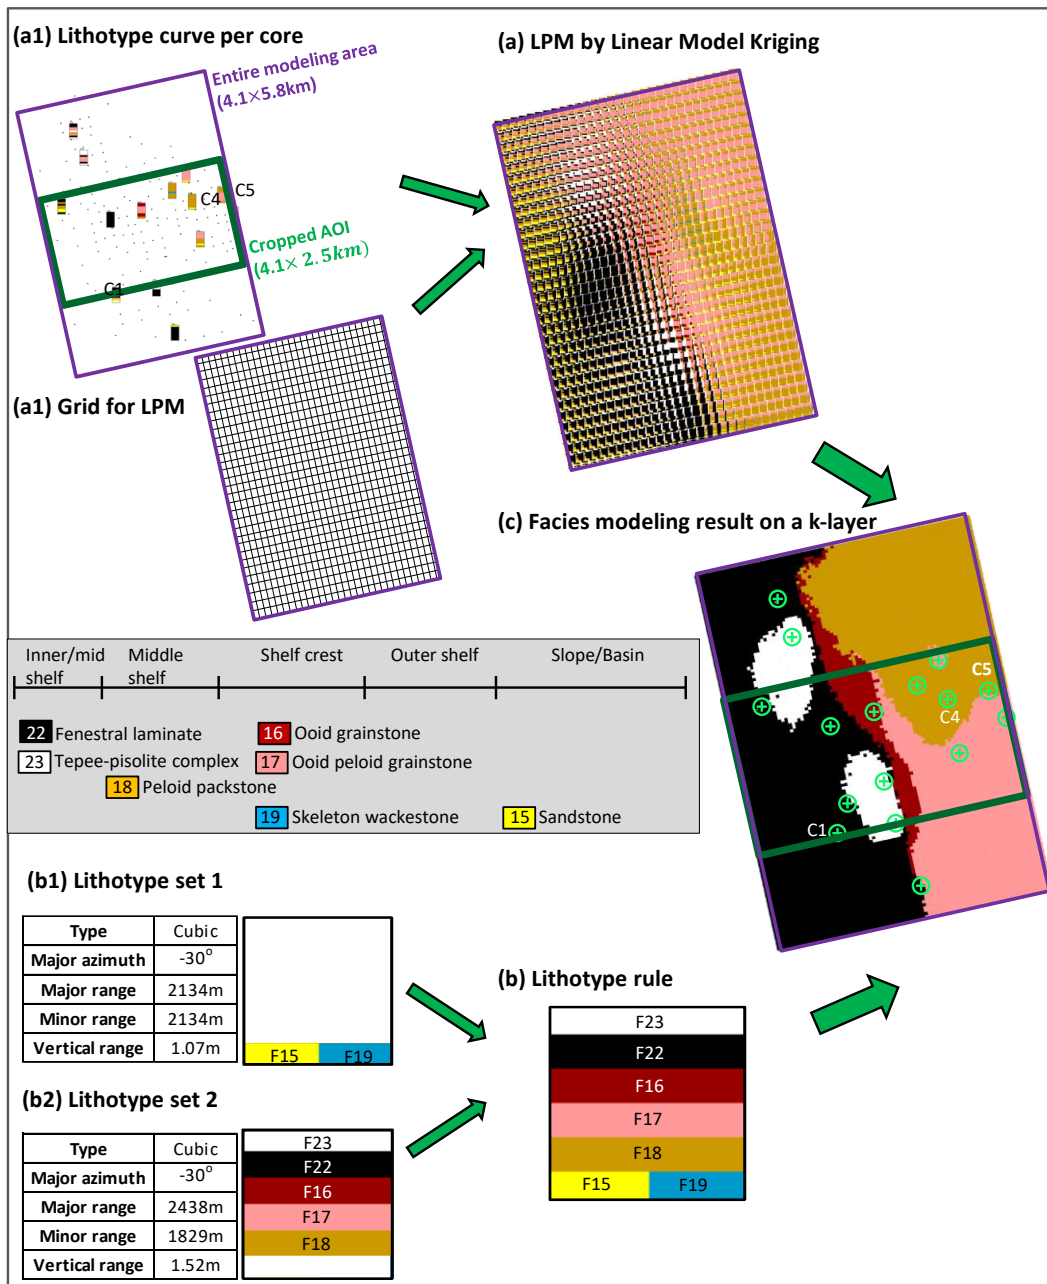 (a1) Lithotype curve per core
Entire modeling area
(4.1×5.8km)
C5
C4
Cropped AOI
(4.1× 2.5km)
C1
(a1) Grid for LPM
(a) LPM by Linear Model Kriging
(c) Facies modeling result on a k-layer
C5
C4
C1
Inner/mid shelf
Middle shelf
Shelf crest
Outer shelf
Slope/Basin
22 Fenestral laminate
16 Ooid grainstone
23 Tepee-pisolite complex
17 Ooid peloid grainstone
18 Peloid packstone
19 Skeleton wackestone
15 Sandstone
(b1) Lithotype set 1
Type Cubic
Major azimuth -30°
Major range 2134m
Minor range 2134m
Vertical range 1.07m
F15 F19
(b2) Lithotype set 2
Type Cubic
Major azimuth -30°
Major range 2438m
Minor range 1829m
Vertical range 1.52m
F23
F22
F16
F17
F18
(b) Lithotype rule
F23
F22
F16
F17
F18
F15 F19